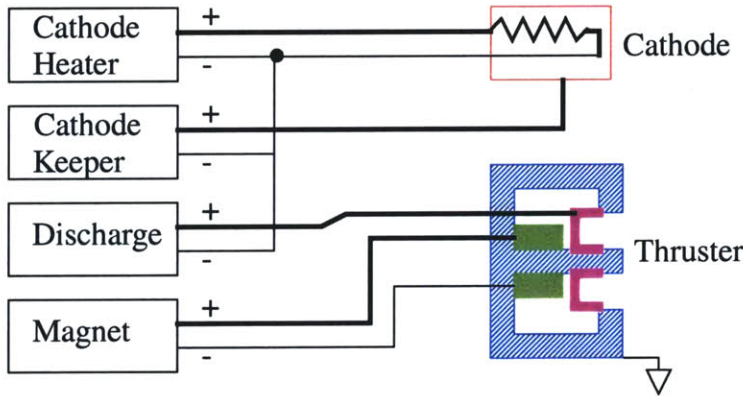 Cathode
Heater
+
-
Cathode
Cathode
Keeper
+
-
Discharge
+
-
Thruster
Magnet
+
-